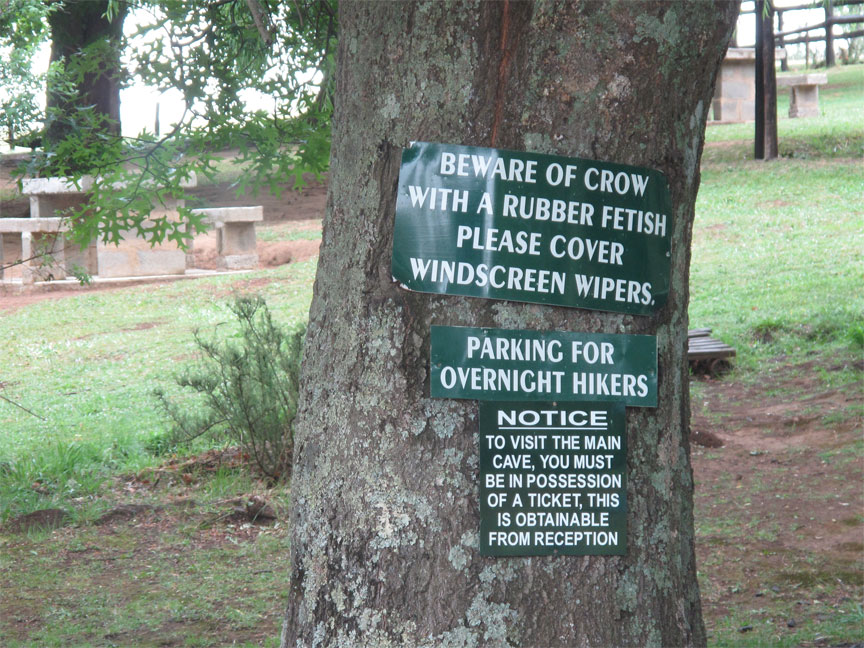 BEWARE OF CROW
WITH A RUBBER FETISH
PLEASE COVER
WINDSCREEN WIPERS.
PARKING FOR
OVERNIGHT HIKERS
NOTICE
TO VISIT THE MAIN
CAVE, YOU MUST
BE IN POSSESSION
OF A TICKET, THIS
IS OBTAINABLE
FROM RECEPTION